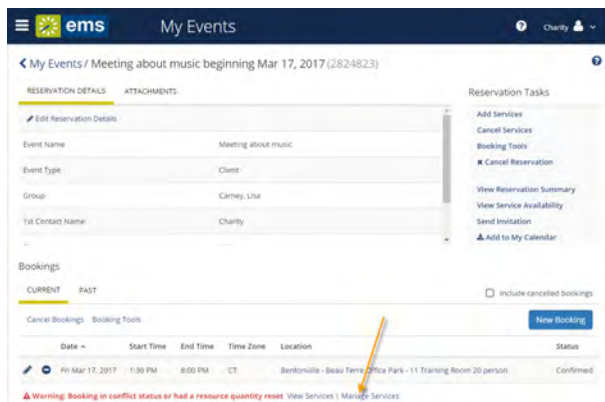 ems My Events Charity
My Events / Meeting about music beginning Mar 17, 2017 (2824823)
RESERVATION DETAILS ATTACHMENTS
Edit Reservation Details
Event Name Meeting about music
Event Type Client
Group Carney, Lisa
1st Contact Name Charity
Reservation Tasks
Add Services
Cancel Services
Booking Tools
Cancel Reservation
View Reservation Summary
View Service Availability
Send Invitation
Add to My Calendar
Bookings
CURRENT PAST
Include cancelled bookings
Cancel Bookings Booking Tools
New Booking
Date Start Time End Time Time Zone Location Status
Fri Mar 17, 2017 1:30 PM 8:00 PM CT Bentonville - Beau Terre Office Park - 11 Training Room 20 person Confirmed
Warning: Booking in conflict status or had a resource quantity reset View Services | Manage Services